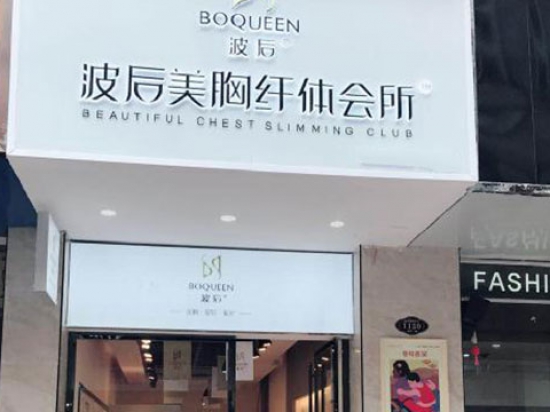 BOQUEEN
波后
波后美胸纤体会所
BEAUTIFUL CHEST SLIMMING CLUB
BOQUEEN
波后
FASHI